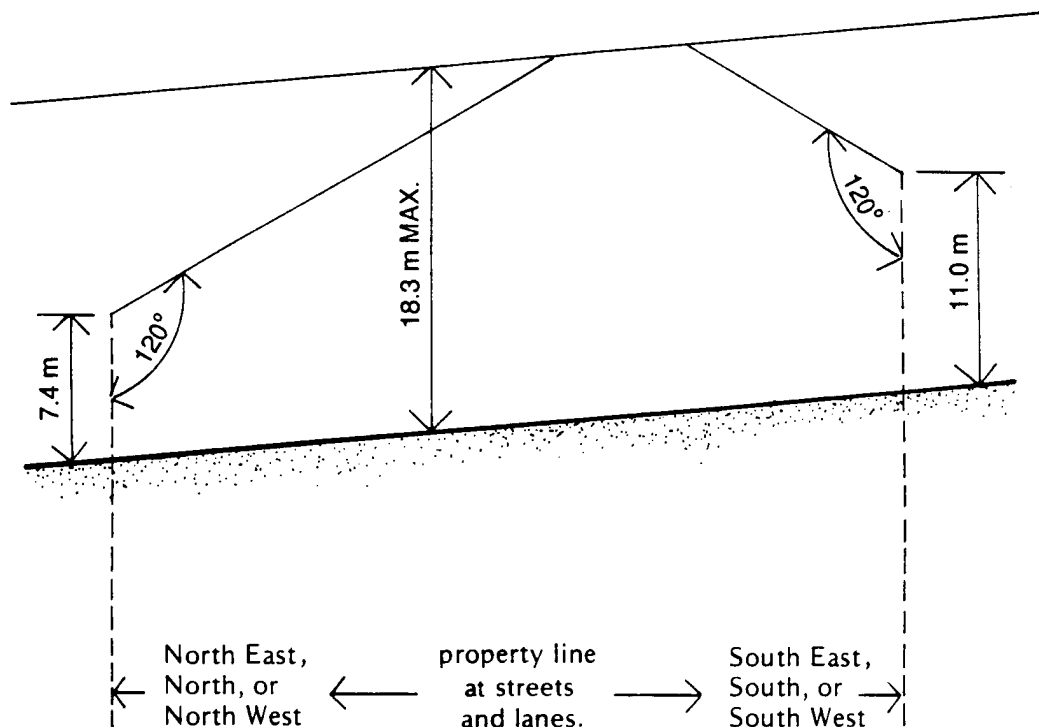 18.3 m MAX.
120°
120°
7.4 m
11.0 m
North East,
North, or
North West
property line
at streets
and lanes.
South East,
South, or
South West